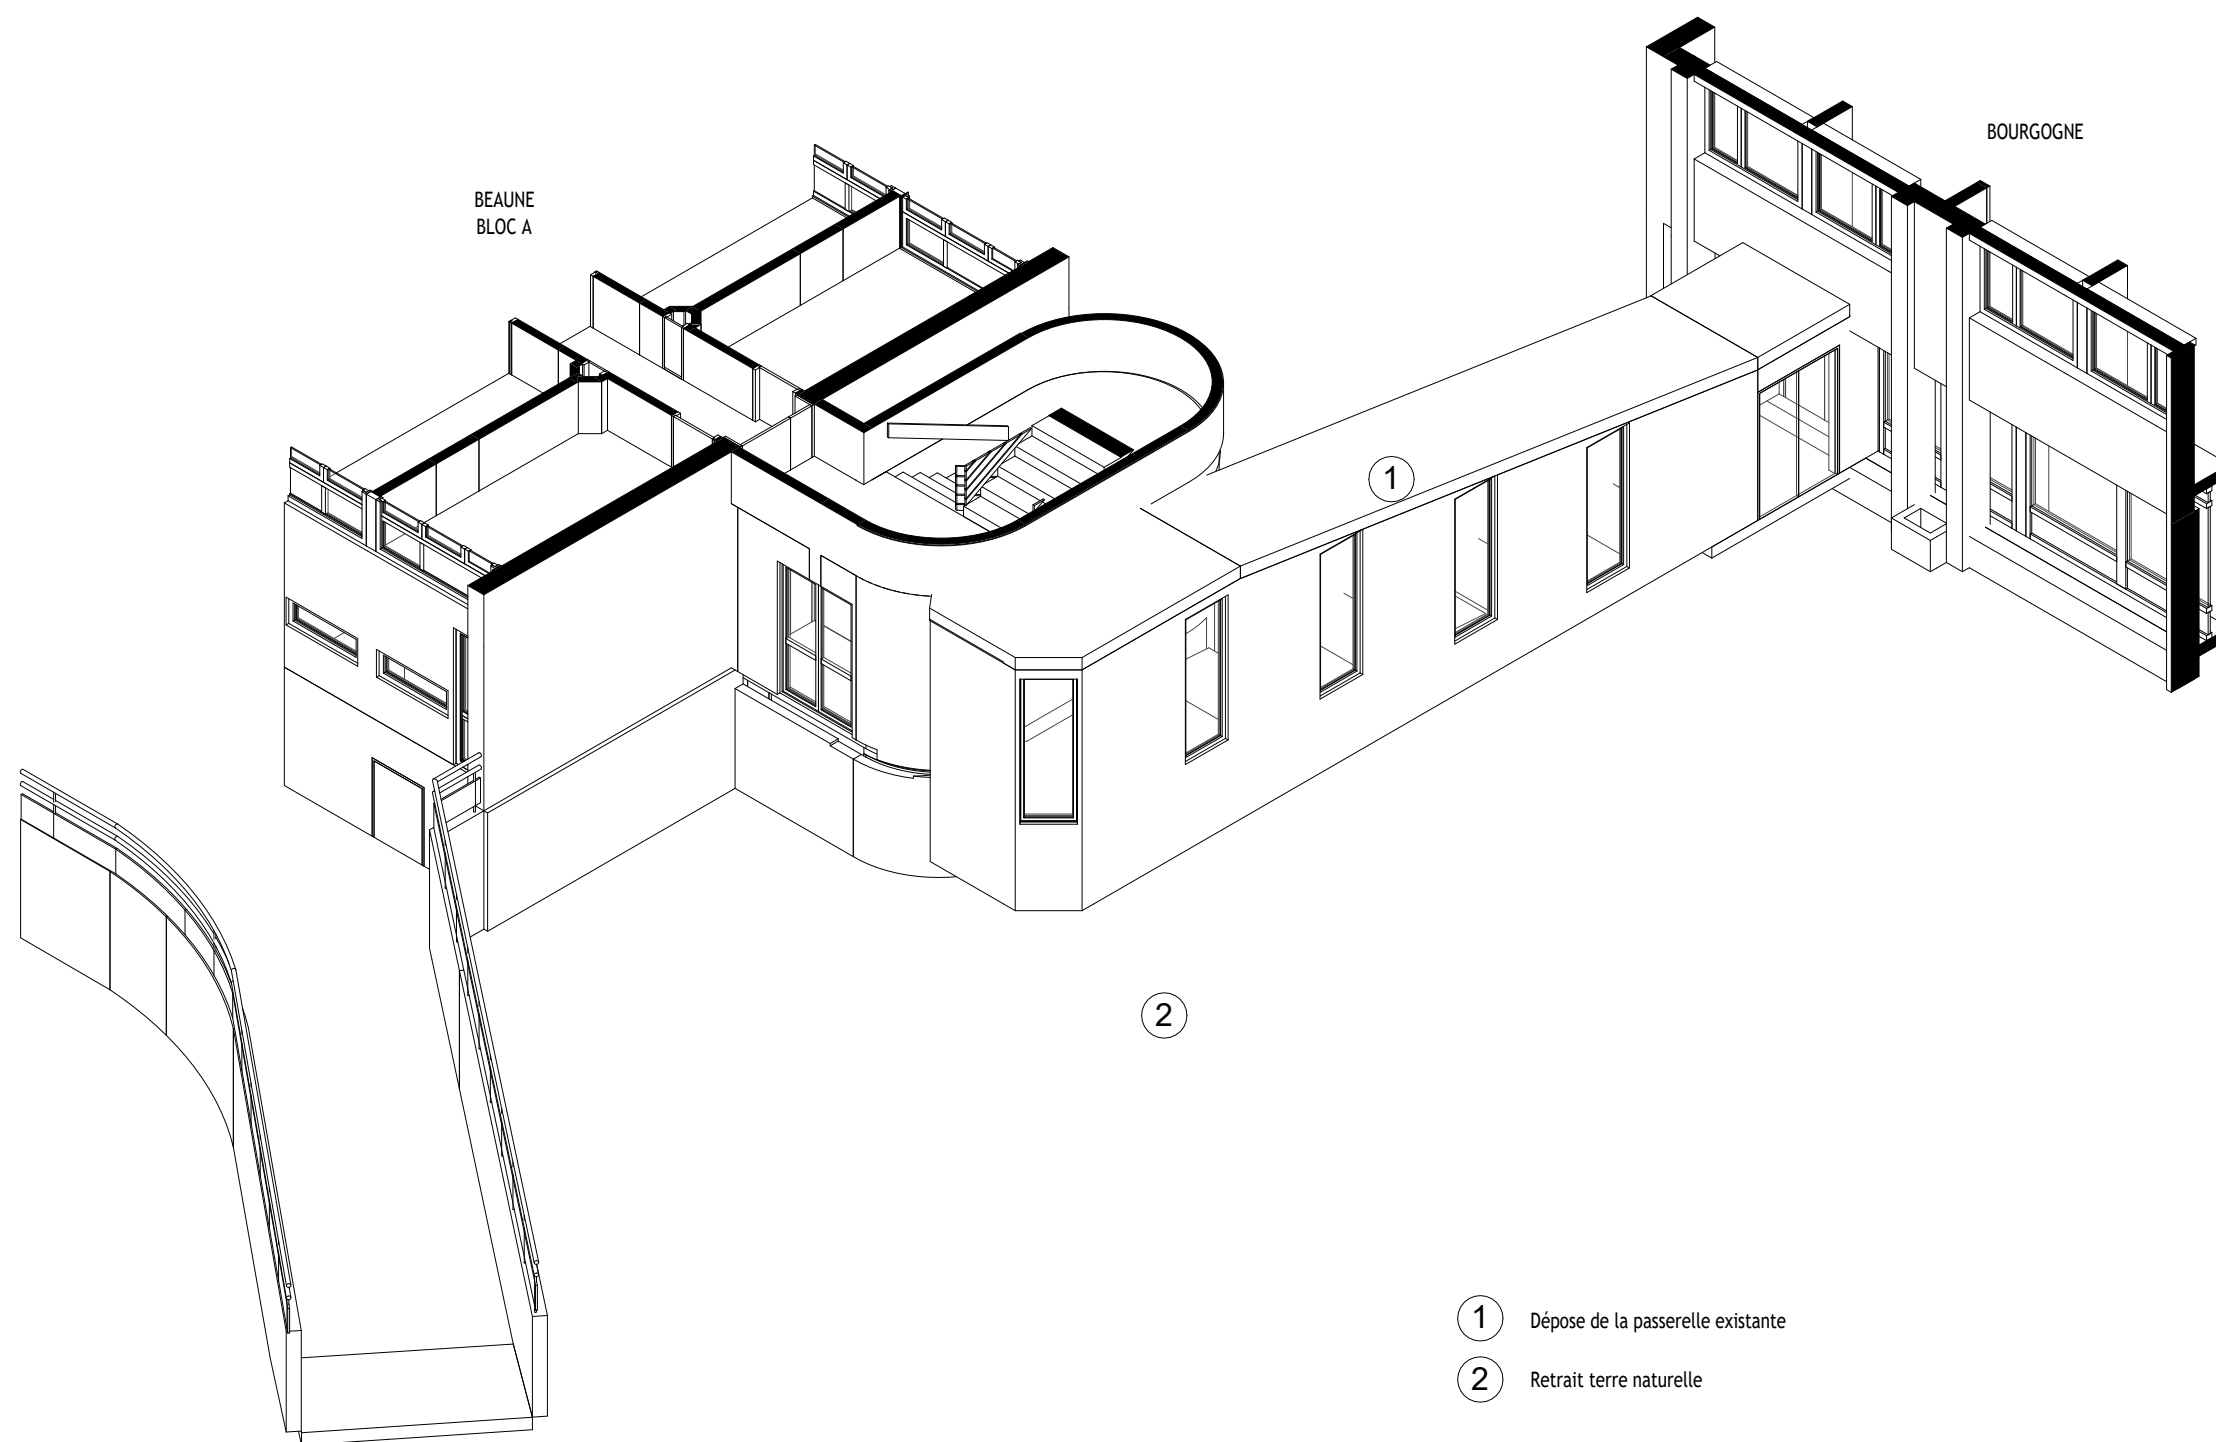 BOURGOGNE
BEAUNE
BLOC A
1
2
1 Dépose de la passerelle existante
2 Retrait terre naturelle